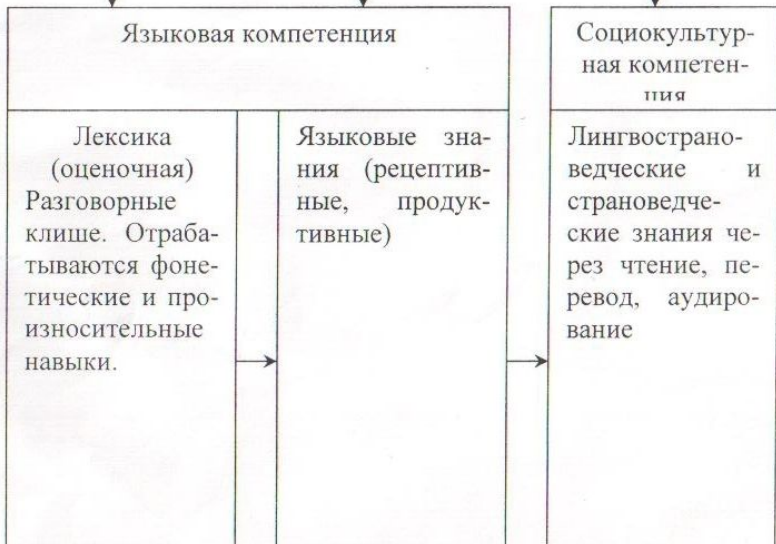 Языковая компетенция
Социокультур-
ная компетен-
ция
Лексика
(оценочная)
Разговорные
клише. Отраба-
тываются фоне-
тические и про-
износительные
навыки.
Языковые зна-
ния (рецептив-
ные, продук-
тивные)
Лингвострано-
ведческие и
страноведче-
ские знания че-
рез чтение, пе-
ревод, аудиро-
вание